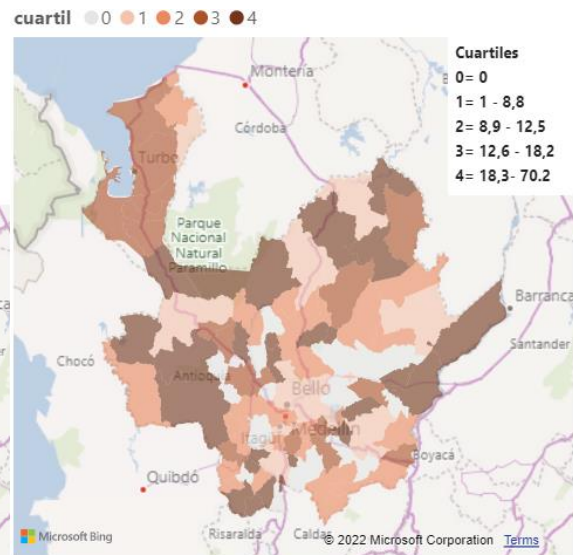 cuartil 0 1 2 3 4
Cuartiles
0= 0
1= 1 - 8,8
2= 8,9 - 12,5
3= 12,6 - 18,2
4= 18,3- 70.2
Montería
Córdoba
Turbo
Parque
Nacional
Natural
Paramillo
Barranca
Santander
Chocó
Antioquia
Bello
Medellín
Itagüí
Boyacá
Quibdó
Risaralda
Caldas
Microsoft Bing
© 2022 Microsoft Corporation Terms